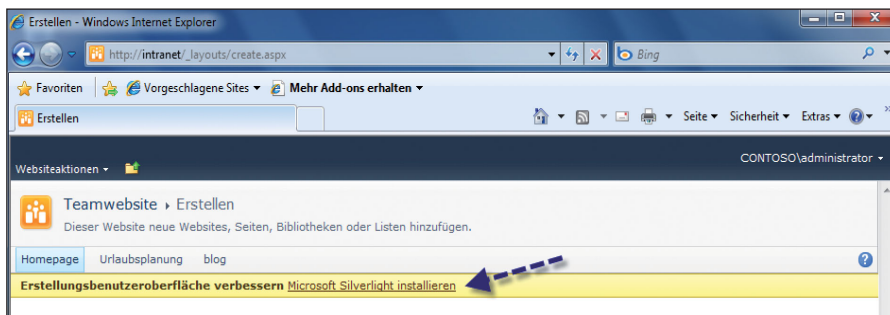 Erstellen - Windows Internet Explorer
http://intranet/_layouts/create.aspx
Bing
Favoriten Vorgeschlagene Sites Mehr Add-ons erhalten
Erstellen
Seite Sicherheit Extras
CONTOSO\administrator
Websiteaktionen
Teamwebsite Erstellen
Dieser Website neue Websites, Seiten, Bibliotheken oder Listen hinzufügen.
Homepage Urlaubsplanung blog
Erstellungsbenutzeroberfläche verbessern Microsoft Silverlight installieren